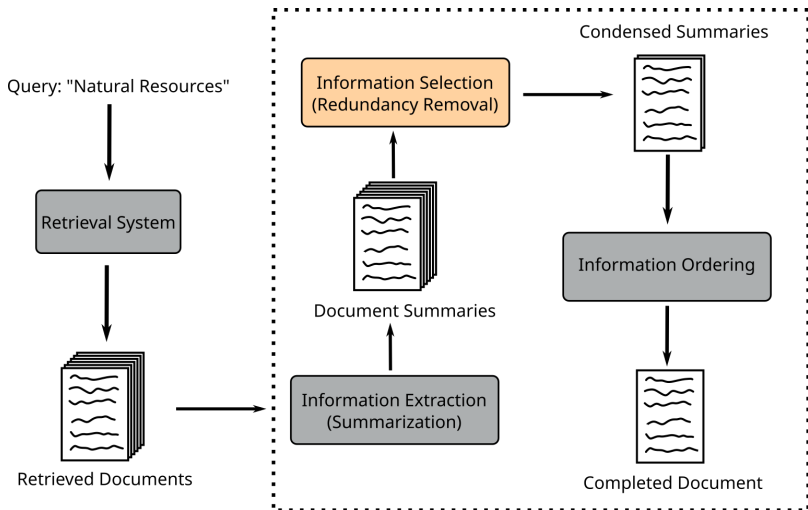 Query: "Natural Resources"
Retrieval System
Retrieved Documents
Information Extraction
(Summarization)
Document Summaries
Information Selection
(Redundancy Removal)
Condensed Summaries
Information Ordering
Completed Document